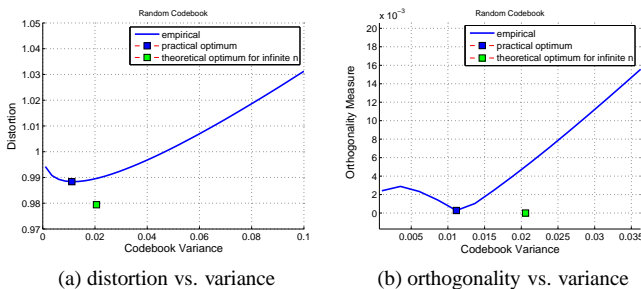 Random Codebook
1.05
1.04
1.03
1.02
1.01
1
0.99
0.98
0.97
Distortion
empirical
practical optimum
theoretical optimum for infinite n
0 0.02 0.04 0.06 0.08 0.1
Codebook Variance
(a) distortion vs. variance
Random Codebook
x 10⁻³
20
18
16
14
12
10
8
6
4
2
0
Orthogonality Measure
empirical
practical optimum
theoretical optimum for infinite n
0.005 0.01 0.015 0.02 0.025 0.03 0.035
Codebook Variance
(b) orthogonality vs. variance